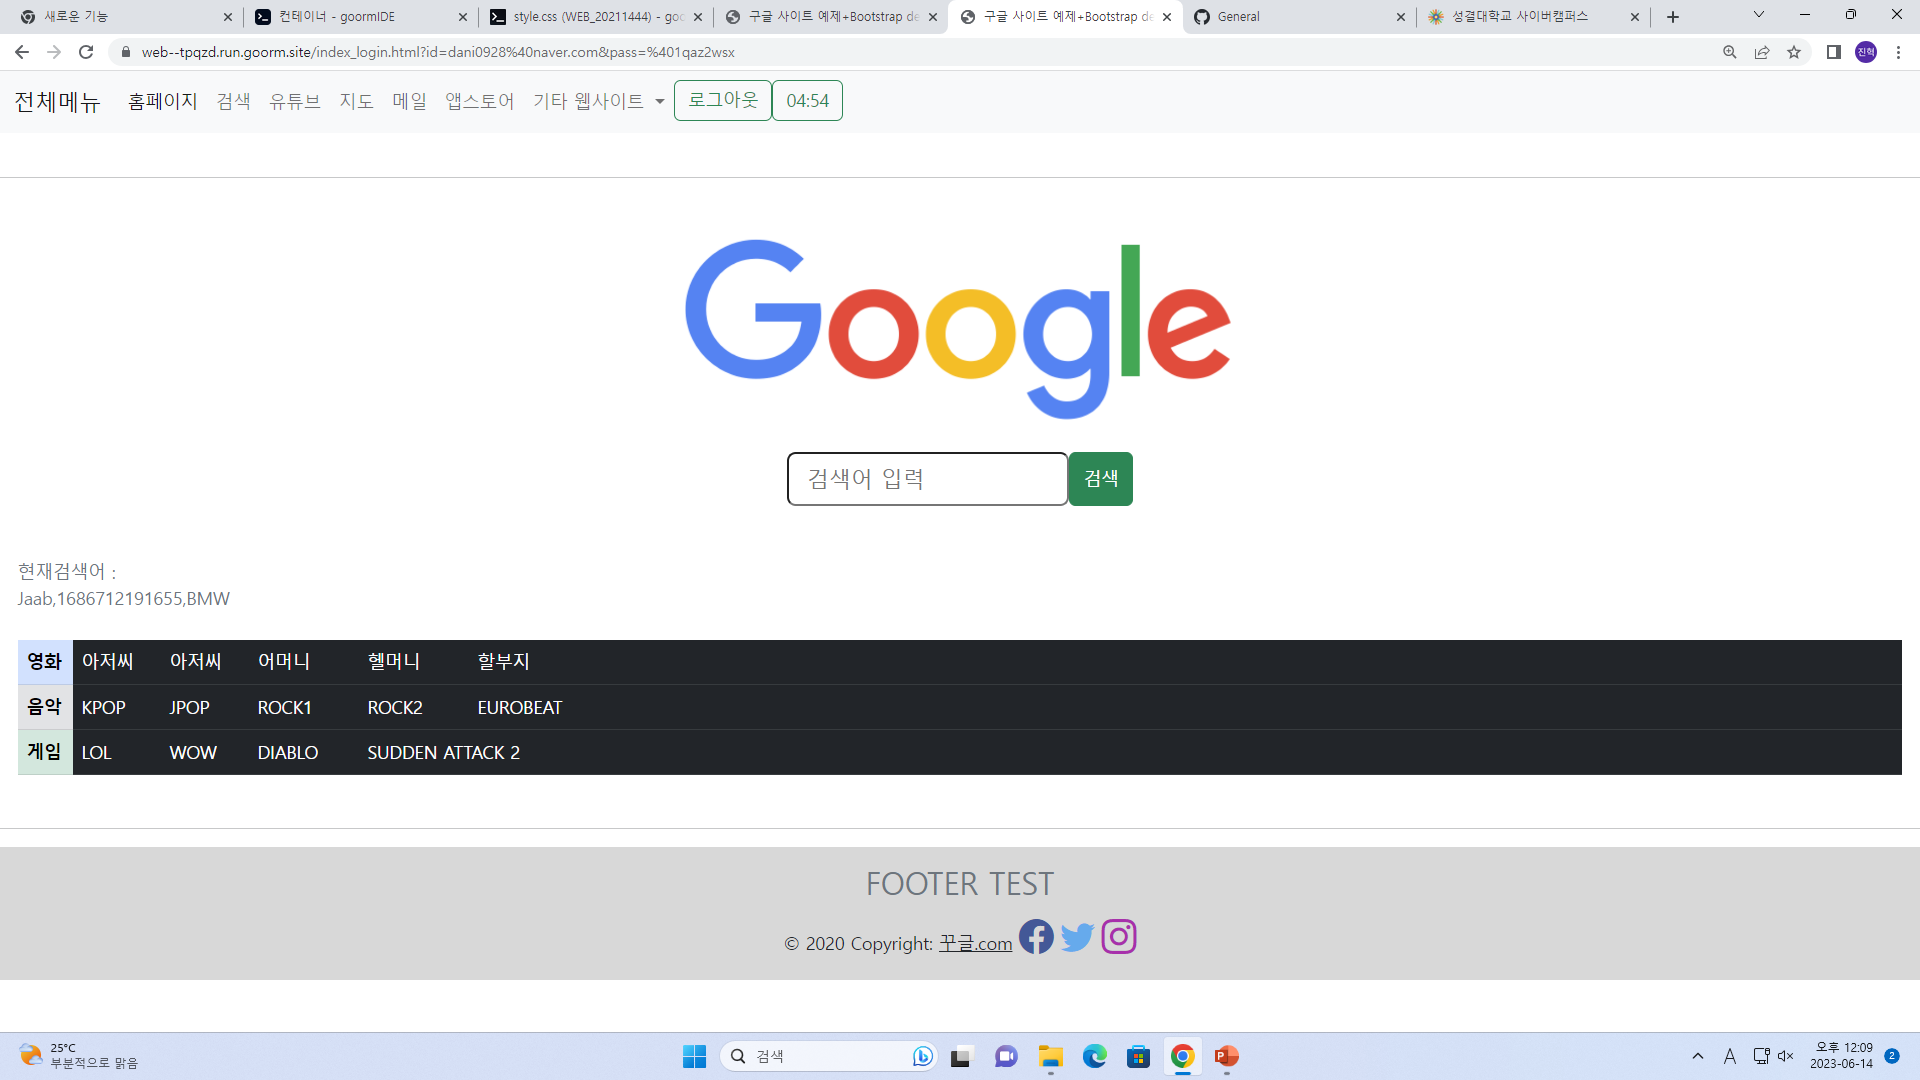 새로운 기능
컨테이너 - goormIDE
style.css (WEB_20211444) - goo
구글 사이트 예제+Bootstrap de
구글 사이트 예제+Bootstrap de
General
성결대학교 사이버캠퍼스
web--tpqzd.run.goorm.site/index_login.html?id=dani0928%40naver.com&pass=%401qaz2wsx
진혁
전체메뉴 홈페이지 검색 유튜브 지도 메일 앱스토어 기타 웹사이트 로그아웃 04:54
Google
검색어 입력 검색
현재검색어 :
Jaab,1686712191655,BMW
영화 아저씨 아저씨 어머니 헬머니 할부지
음악 KPOP JPOP ROCK1 ROCK2 EUROBEAT
게임 LOL WOW DIABLO SUDDEN ATTACK 2
FOOTER TEST
© 2020 Copyright: 꾸글.com
25°C
부분적으로 맑음
검색
A
오후 12:09
2023-06-14
2